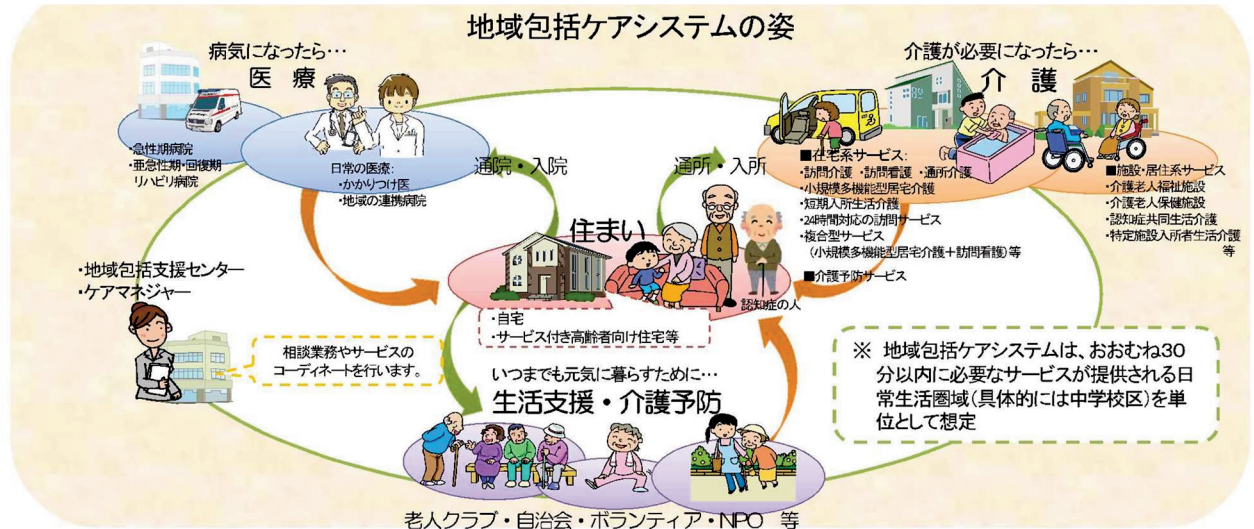 地域包括ケアシステムの姿
病気になったら…
医 療
・急性期病院
・亜急性期・回復期
リハビリ病院
日常の医療：
・かかりつけ医
・地域の連携病院
通院・入院
通所・入所
介護が必要になったら…
介 護
■在宅系サービス：
・訪問介護 ・訪問看護 ・通所介護
・小規模多機能型居宅介護
・短期入所生活介護
・24時間対応の訪問サービス
・複合型サービス
（小規模多機能型居宅介護＋訪問看護）等
■介護予防サービス
■施設・居住系サービス
・介護老人福祉施設
・介護老人保健施設
・認知症共同生活介護
・特定施設入所者生活介護
等
住まい
認知症の人
・自宅
・サービス付き高齢者向け住宅等
・地域包括支援センター
・ケアマネジャー
相談業務やサービスの
コーディネートを行います。
いつまでも元気に暮らすために…
生活支援・介護予防
老人クラブ・自治会・ボランティア・NPO 等
※ 地域包括ケアシステムは、おおむね30
分以内に必要なサービスが提供される日
常生活圏域（具体的には中学校区）を単
位として想定